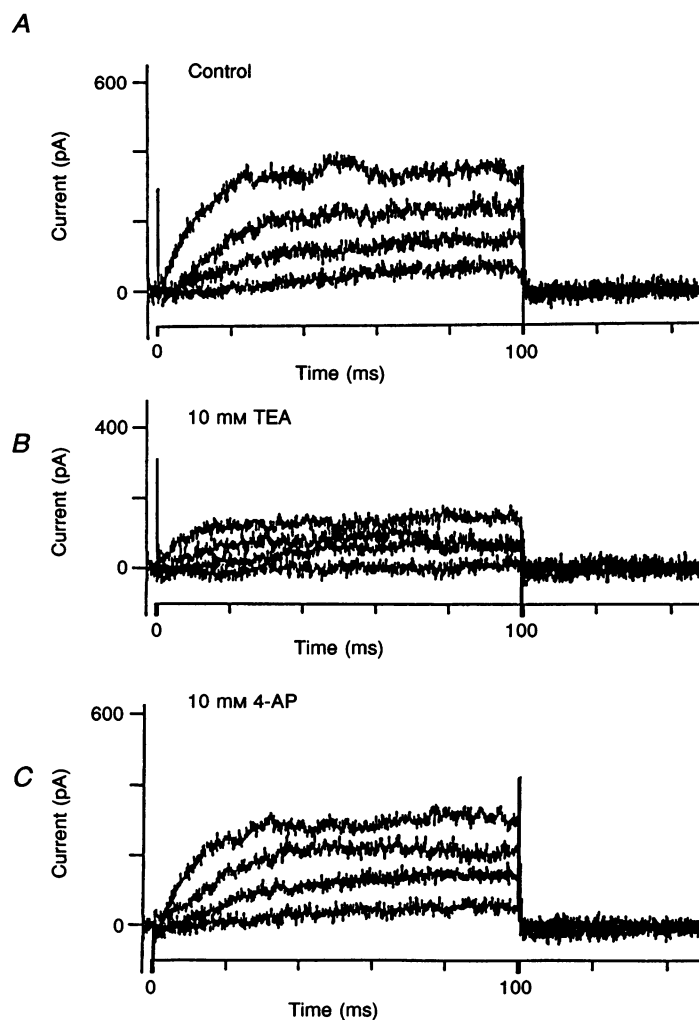 A
Control
600
Current (pA)
0
0
100
Time (ms)
B
10 mM TEA
400
Current (pA)
0
0
100
Time (ms)
C
10 mM 4-AP
600
Current (pA)
0
0
100
Time (ms)